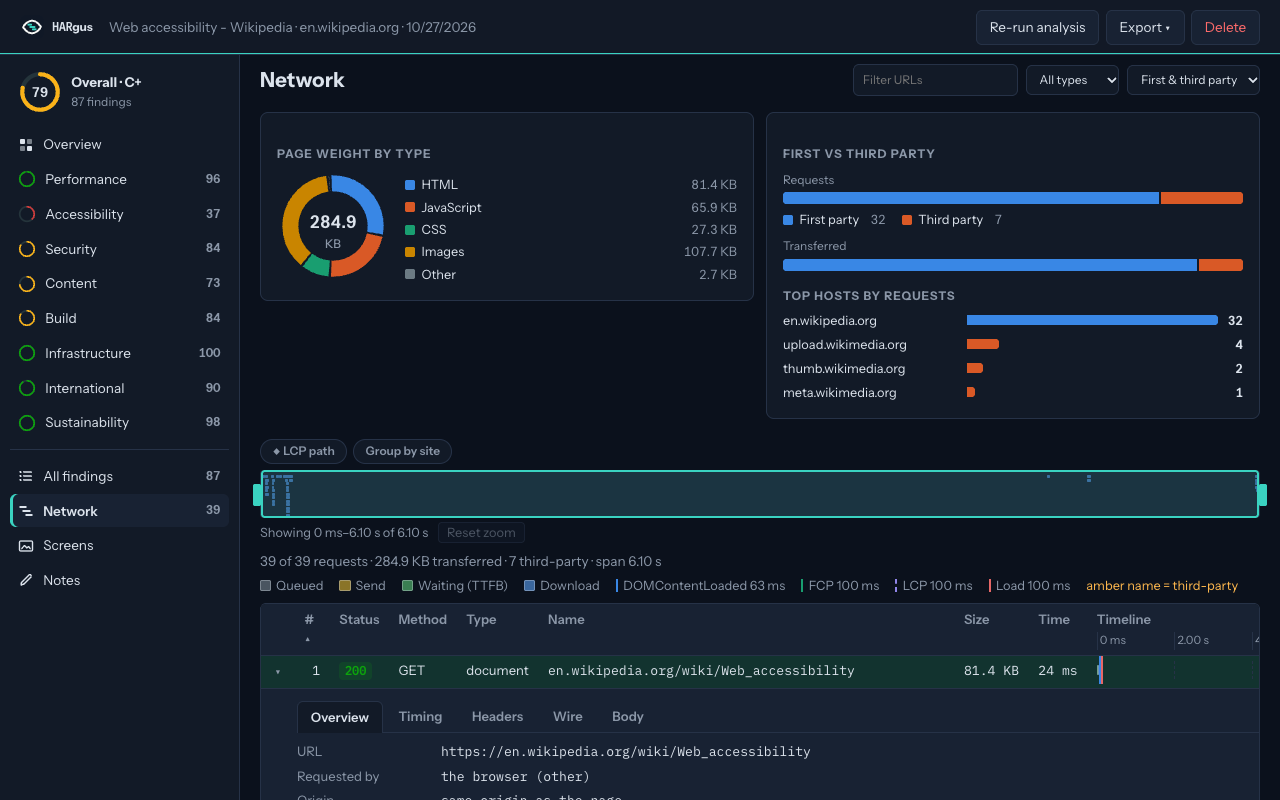 HARgus Web accessibility - Wikipedia · en.wikipedia.org · 10/27/2026 Re-run analysis Export ▾ Delete
79 Overall · C+
87 findings
Overview
Performance 96
Accessibility 37
Security 84
Content 73
Build 84
Infrastructure 100
International 90
Sustainability 98
All findings 87
Network 39
Screens
Notes
Network Filter URLs All types First & third party
PAGE WEIGHT BY TYPE
284.9
KB
HTML 81.4 KB
JavaScript 65.9 KB
CSS 27.3 KB
Images 107.7 KB
Other 2.7 KB
FIRST VS THIRD PARTY
Requests
First party 32 Third party 7
Transferred
TOP HOSTS BY REQUESTS
en.wikipedia.org 32
upload.wikimedia.org 4
thumb.wikimedia.org 2
meta.wikimedia.org 1
◆ LCP path Group by site
Showing 0 ms–6.10 s of 6.10 s Reset zoom
39 of 39 requests · 284.9 KB transferred · 7 third-party · span 6.10 s
Queued Send Waiting (TTFB) Download DOMContentLoaded 63 ms FCP 100 ms LCP 100 ms Load 100 ms amber name = third-party
# ▴ Status Method Type Name Size Time Timeline
0 ms 2.00 s 4
▾ 1 200 GET document en.wikipedia.org/wiki/Web_accessibility 81.4 KB 24 ms
Overview Timing Headers Wire Body
URL https://en.wikipedia.org/wiki/Web_accessibility
Requested by the browser (other)
Origin same-origin as the page